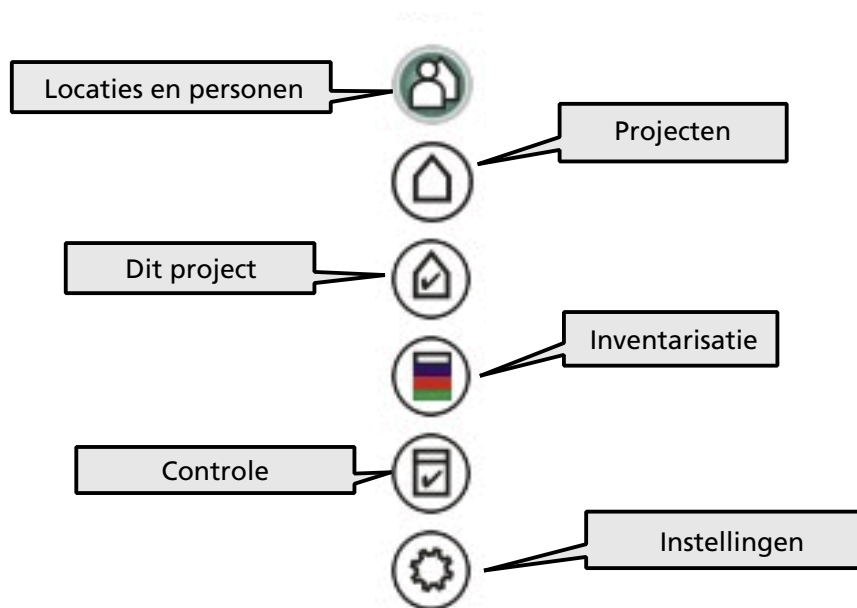 Locaties en personen
Projecten
Dit project
Inventarisatie
Controle
Instellingen